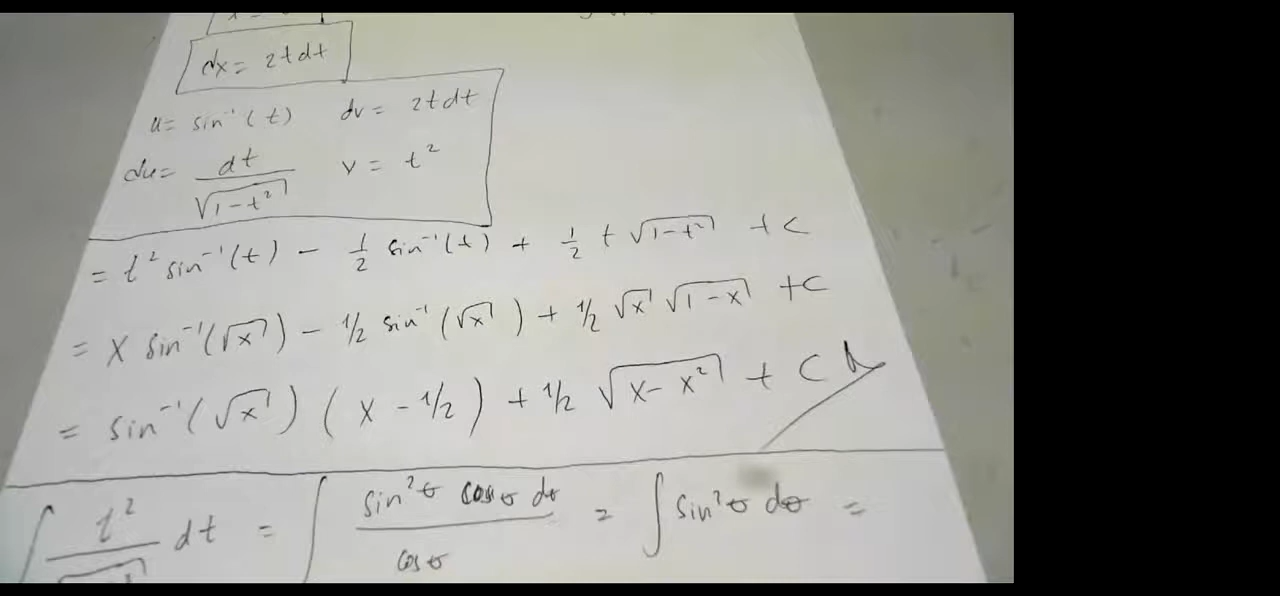 dx = 2t dt
u = sin⁻¹(t) dv = 2t dt
du = dt/√(1-t²) v = t²
= t² sin⁻¹(t) - 1/2 sin⁻¹(t) + 1/2 t √(1-t²) + C
= x sin⁻¹(√x) - 1/2 sin⁻¹(√x) + 1/2 √x √(1-x) + C
= sin⁻¹(√x) (x - 1/2) + 1/2 √(x-x²) + C
∫ t²/√ dt = ∫ sin²θ cosθ dθ / cosθ = ∫ sin²θ dθ =